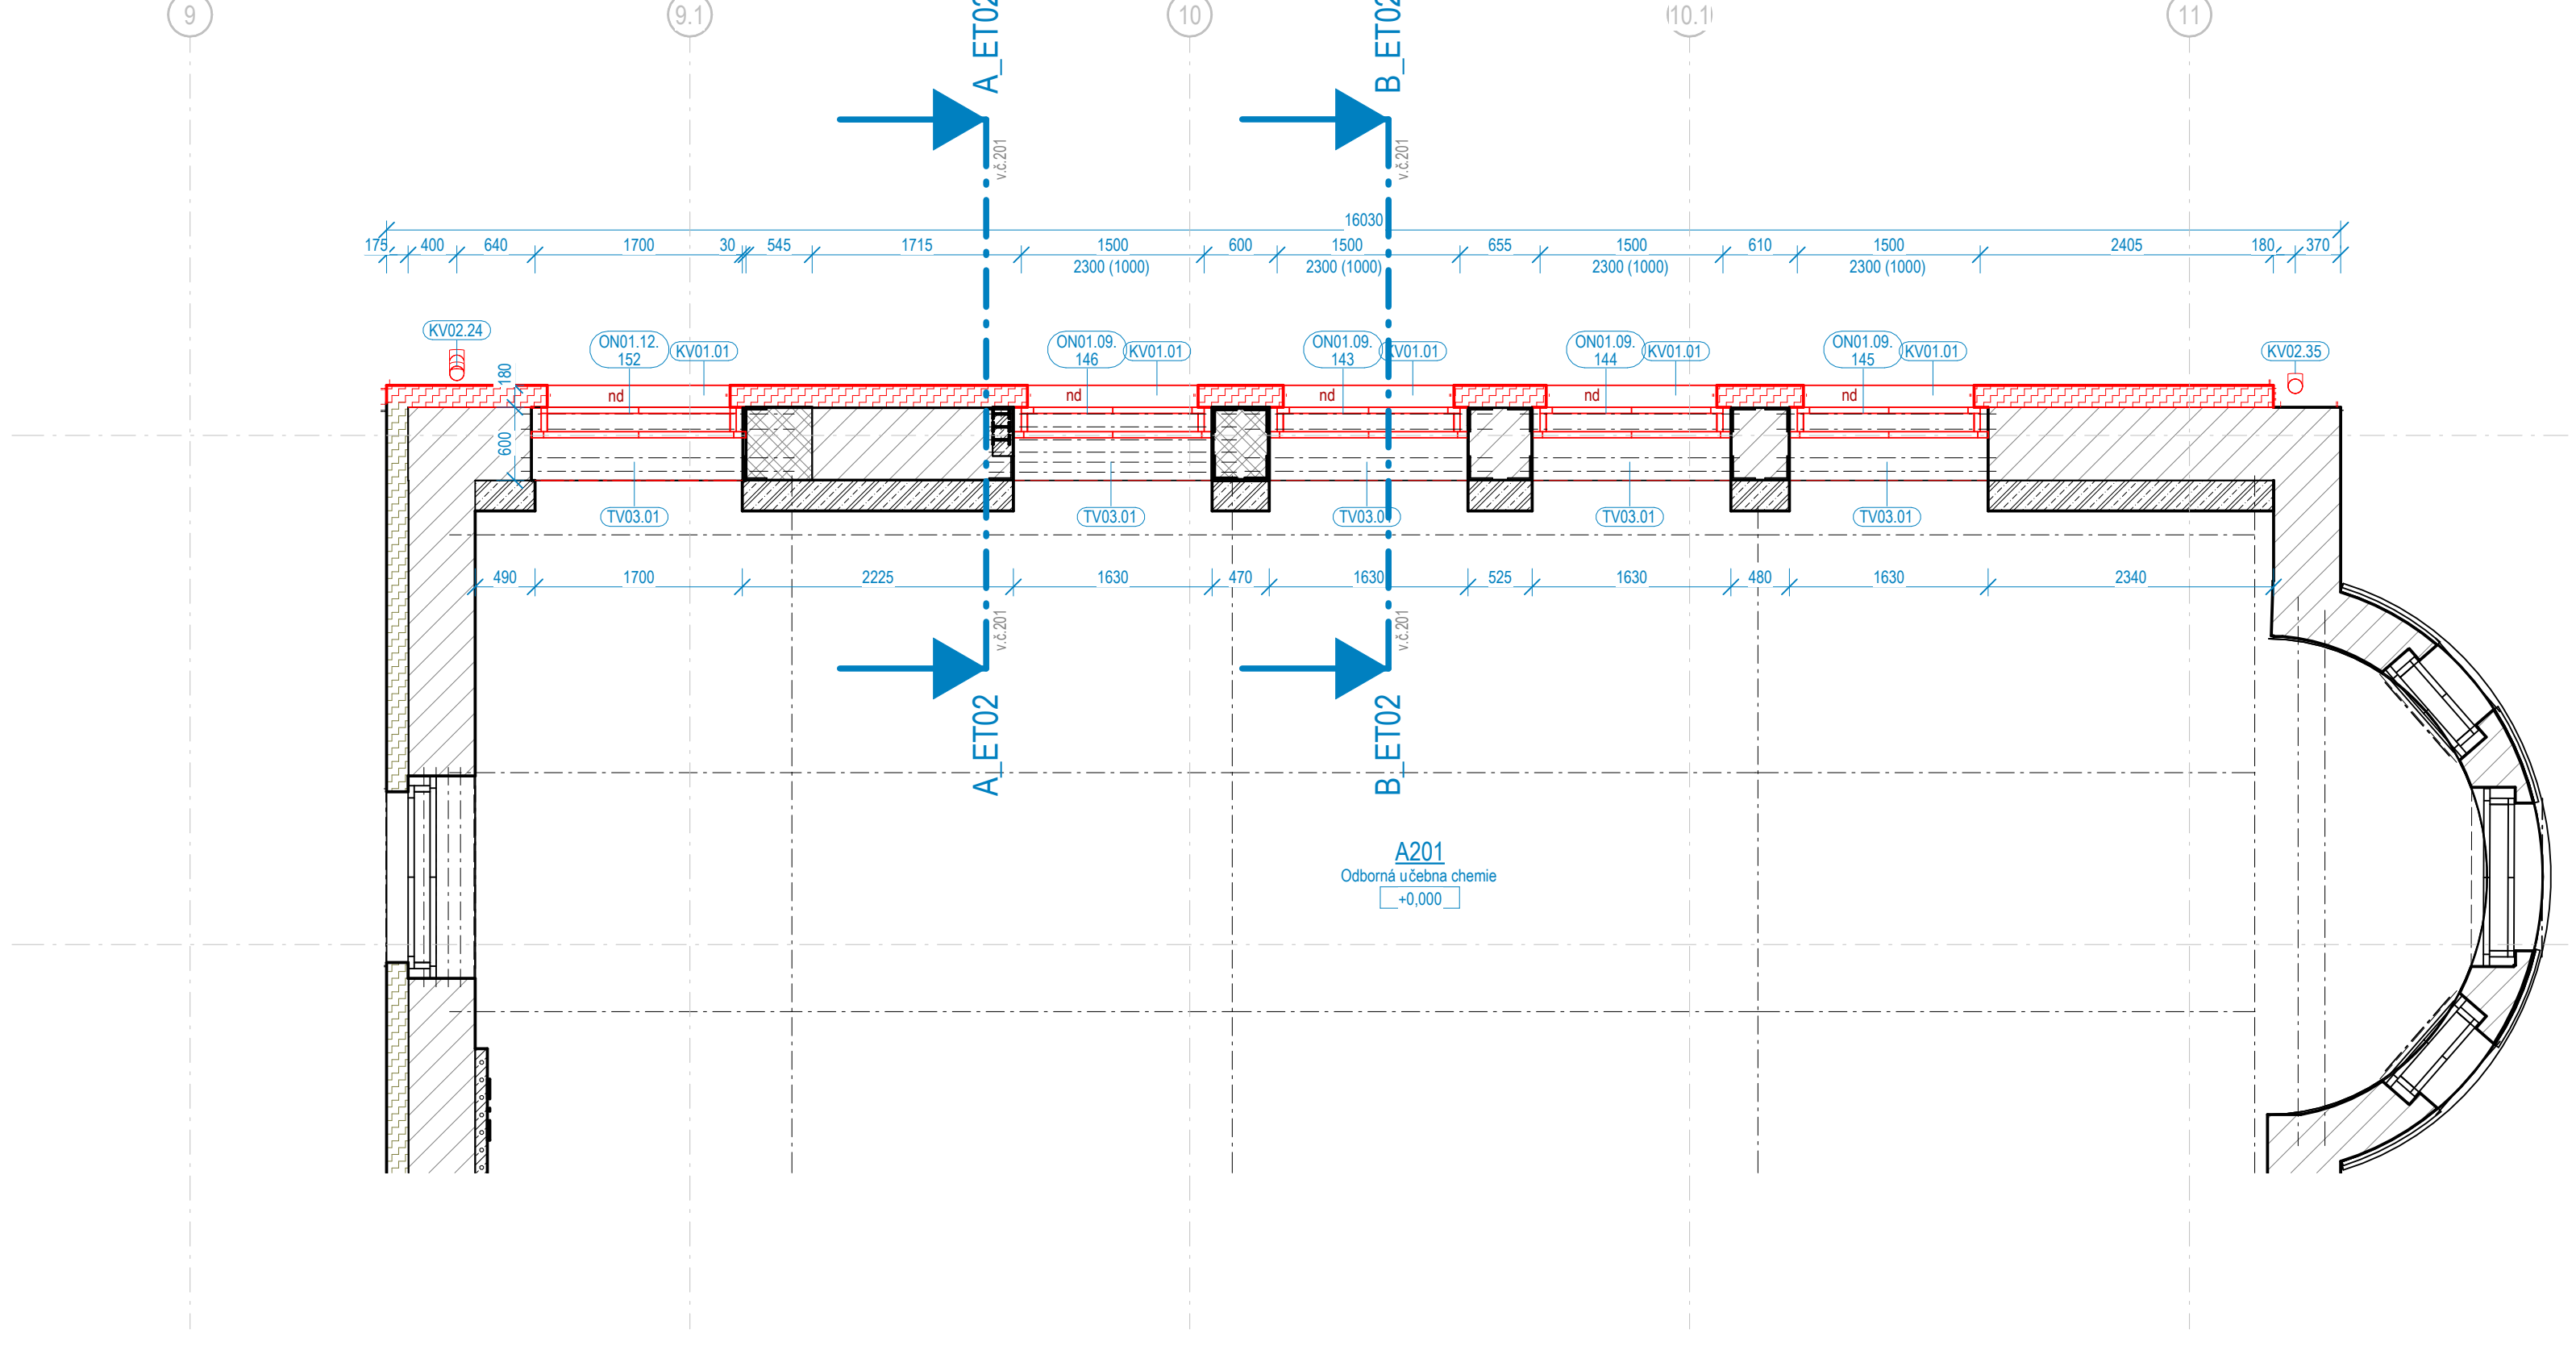 9 9.1 10 10.1 11
A_ET02 B_ET02
v.č.201 v.č.201
16030
175 400 640 1700 30 545 1715 1500 600 1500 655 1500 610 1500 2405 180 370
2300 (1000) 2300 (1000) 2300 (1000) 2300 (1000)
KV02.24 ON01.12. 152 KV01.01 ON01.09. 146 KV01.01 ON01.09. 143 KV01.01 ON01.09. 144 KV01.01 ON01.09. 145 KV01.01 KV02.35
180
nd nd nd nd nd
600
TV03.01 TV03.01 TV03.01 TV03.01 TV03.01
490 1700 2225 1630 470 1630 525 1630 480 1630 2340
v.č.201 v.č.201
A_ET02 B_ET02
A201
Odborná učebna chemie
+0,000